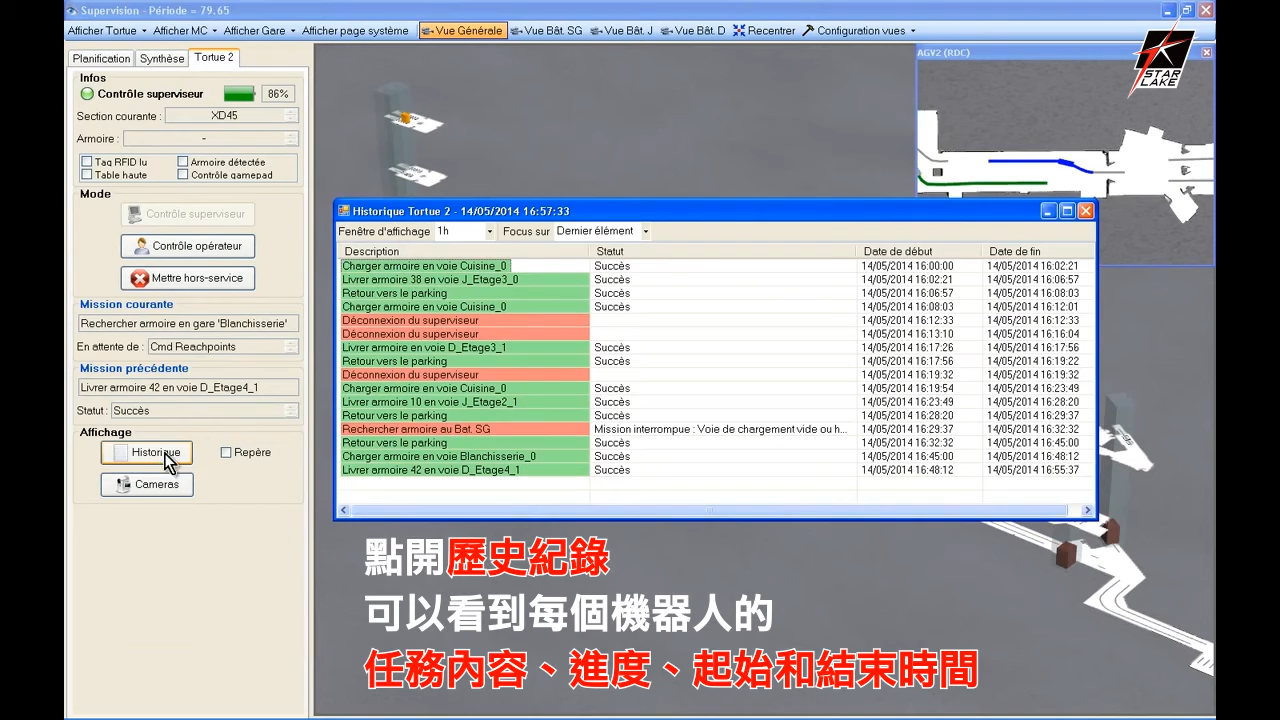 Supervision - Période = 79.65
Afficher Tortue Afficher MC Afficher Gare Afficher page système Vue Générale Vue Bât. SG Vue Bât. J Vue Bât. D Recentrer Configuration vues
Planification Synthèse Tortue 2
Infos
Contrôle superviseur 86%
Section courante : XD45
Armoire : -
Tag RFID lu Armoire détectée
Table haute Contrôle gamepad
Mode
Contrôle superviseur
Contrôle opérateur
Mettre hors-service
Mission courante
Rechercher armoire en gare 'Blanchisserie'
En attente de : Cmd Reachpoints
Mission précédente
Livrer armoire 42 en voie D_Etage4_1
Statut : Succès
Affichage
Historique Repère
Cameras
AGV2 (RDC)
STAR LAKE
Historique Tortue 2 - 14/05/2014 16:57:33
Fenêtre d'affichage 1h Focus sur Dernier élément
Description Statut Date de début Date de fin
Charger armoire en voie Cuisine_0 Succès 14/05/2014 16:00:00 14/05/2014 16:02:21
Livrer armoire 38 en voie J_Etage3_0 Succès 14/05/2014 16:02:21 14/05/2014 16:06:57
Retour vers le parking Succès 14/05/2014 16:06:57 14/05/2014 16:08:03
Charger armoire en voie Cuisine_0 Succès 14/05/2014 16:08:03 14/05/2014 16:12:01
Déconnexion du superviseur 14/05/2014 16:12:33 14/05/2014 16:12:33
Déconnexion du superviseur 14/05/2014 16:13:10 14/05/2014 16:16:04
Livrer armoire en voie D_Etage3_1 Succès 14/05/2014 16:17:26 14/05/2014 16:17:56
Retour vers le parking Succès 14/05/2014 16:17:56 14/05/2014 16:19:22
Déconnexion du superviseur 14/05/2014 16:19:32 14/05/2014 16:19:32
Charger armoire en voie Cuisine_0 Succès 14/05/2014 16:19:54 14/05/2014 16:23:49
Livrer armoire 10 en voie J_Etage2_1 Succès 14/05/2014 16:23:49 14/05/2014 16:28:20
Retour vers le parking Succès 14/05/2014 16:28:20 14/05/2014 16:29:37
Rechercher armoire au Bat. SG Mission interrompue : Voie de chargement vide ou h... 14/05/2014 16:29:37 14/05/2014 16:32:32
Retour vers le parking Succès 14/05/2014 16:32:32 14/05/2014 16:45:00
Charger armoire en voie Blanchisserie_0 Succès 14/05/2014 16:45:00 14/05/2014 16:48:12
Livrer armoire 42 en voie D_Etage4_1 Succès 14/05/2014 16:48:12 14/05/2014 16:55:37
點開歷史紀錄
可以看到每個機器人的
任務內容、進度、起始和結束時間